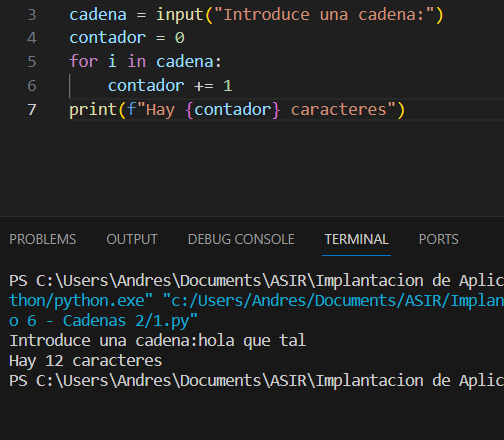 3 cadena = input("Introduce una cadena:")
4 contador = 0
5 for i in cadena:
6     contador += 1
7 print(f"Hay {contador} caracteres")
PROBLEMS OUTPUT DEBUG CONSOLE TERMINAL PORTS
PS C:\Users\Andres\Documents\ASIR\Implantacion de Aplic
thon/python.exe" "c:/Users/Andres/Documents/ASIR/Implan
o 6 - Cadenas 2/1.py"
Introduce una cadena:hola que tal
Hay 12 caracteres
PS C:\Users\Andres\Documents\ASIR\Implantacion de Aplic